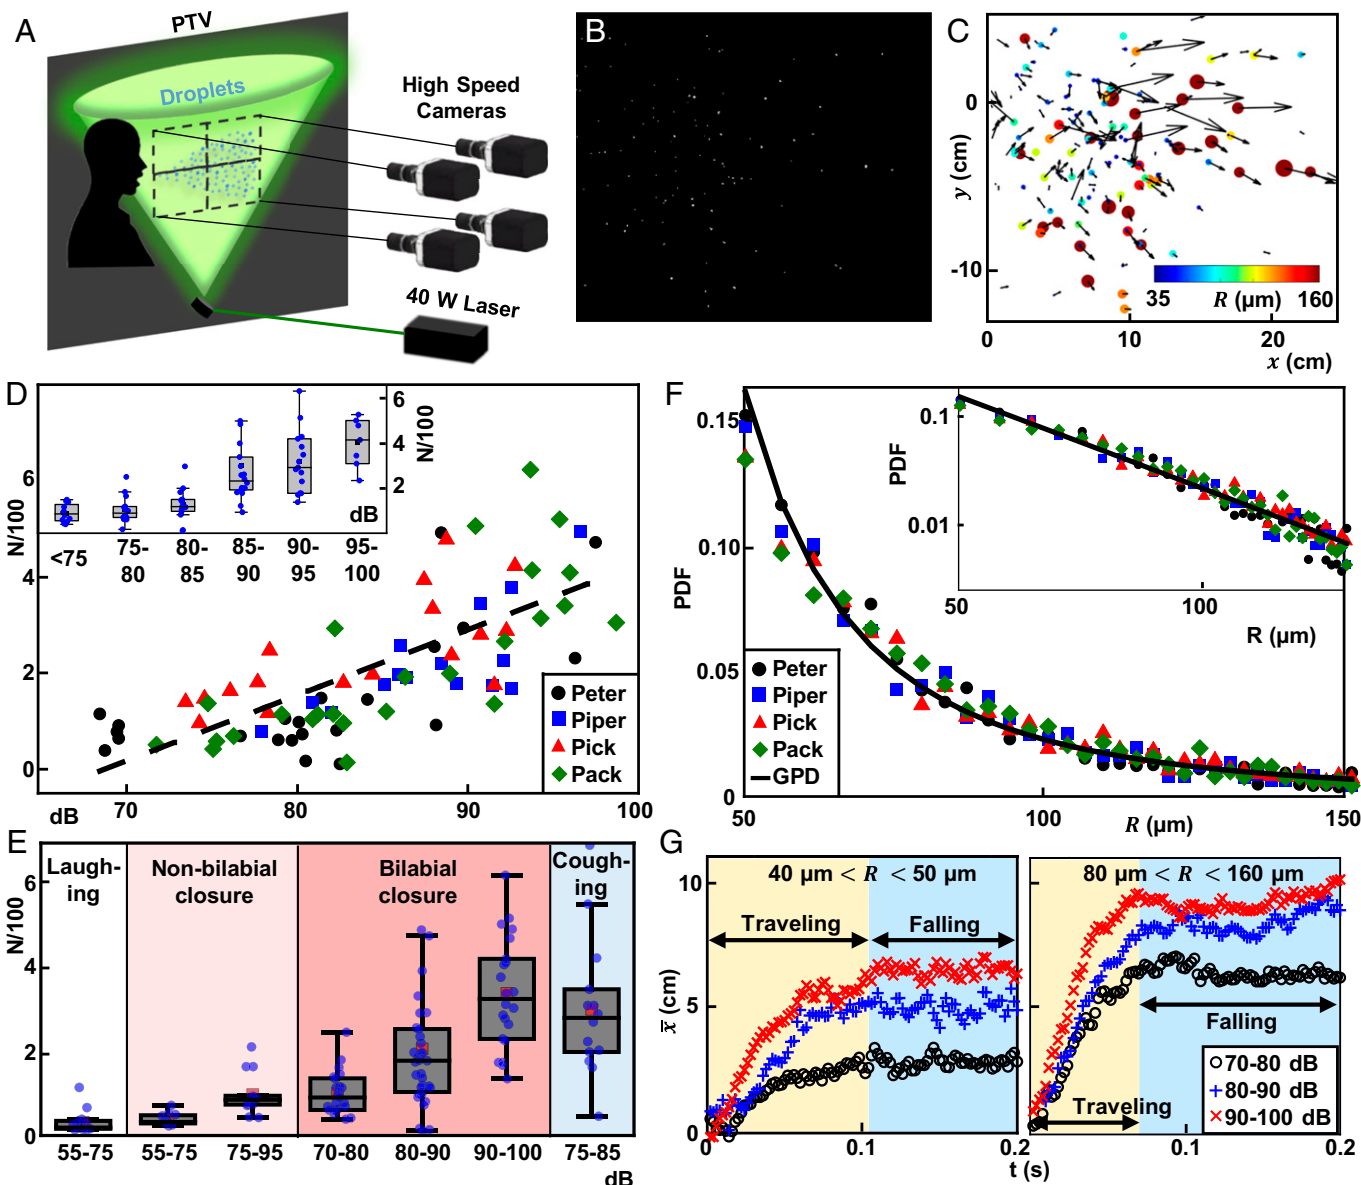 A
PTV
Droplets
High Speed
Cameras
40 W Laser
B
C
y (cm)
0
-10
35 R (µm) 160
0 10 20
x (cm)
D
N/100
6
4
2
0
70 80 90 100
dB
6
4
2
N/100
dB
<75 75-80 80-85 85-90 90-95 95-100
Peter
Piper
Pick
Pack
E
N/100
6
4
2
0
Laugh-
ing
Non-bilabial
closure
Bilabial
closure
Cough-
ing
55-75 55-75 75-95 70-80 80-90 90-100 75-85
dB
F
PDF
0.15
0.10
0.05
0
50 100 150
R (µm)
Peter
Piper
Pick
Pack
GPD
PDF
0.1
0.01
50 100
R (µm)
G
x̄ (cm)
10
5
0
40 µm < R < 50 µm
Traveling Falling
0 0.1 0.2
t (s)
80 µm < R < 160 µm
Falling
Traveling
70-80 dB
80-90 dB
90-100 dB
0.1 0.2